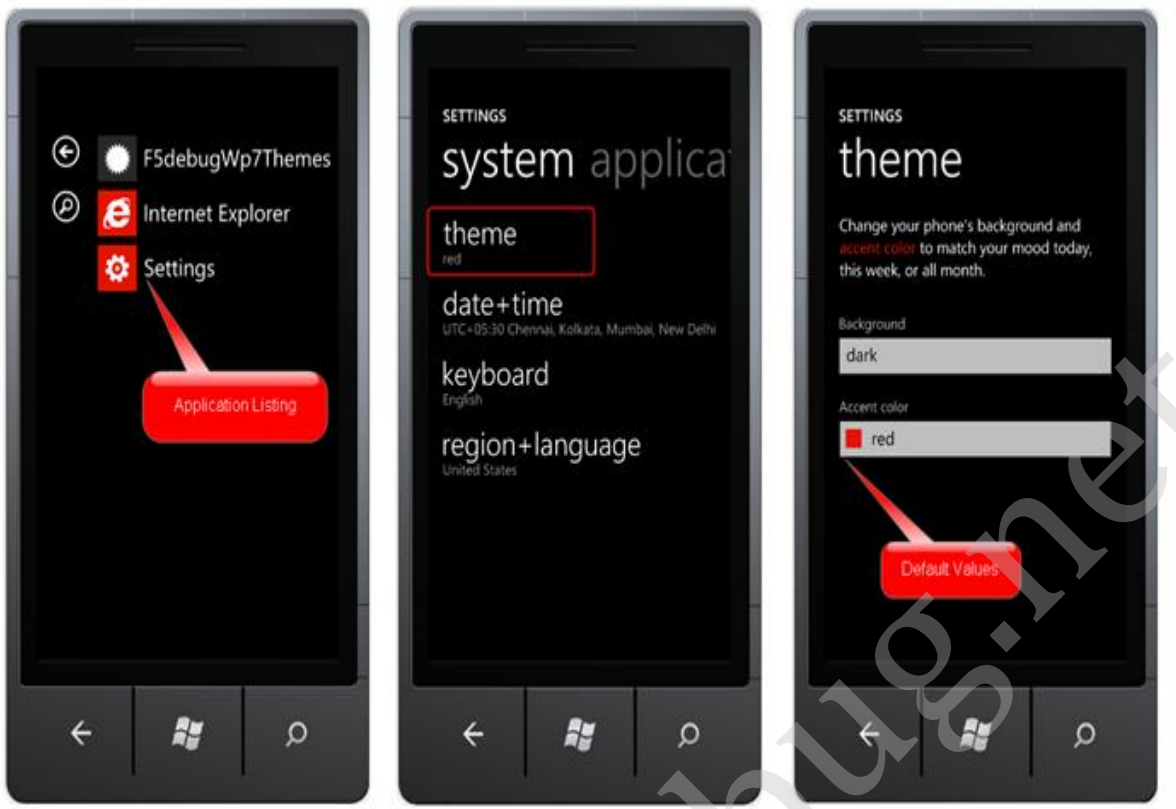 F5debugWp7Themes
Internet Explorer
Settings
Application Listing
SETTINGS
system applica
theme
red
date+time
UTC+05:30 Chennai, Kolkata, Mumbai, New Delhi
keyboard
English
region+language
United States
SETTINGS
theme
Change your phone's background and
accent color to match your mood today,
this week, or all month.
Background
dark
Accent color
red
Default Values
bug.net